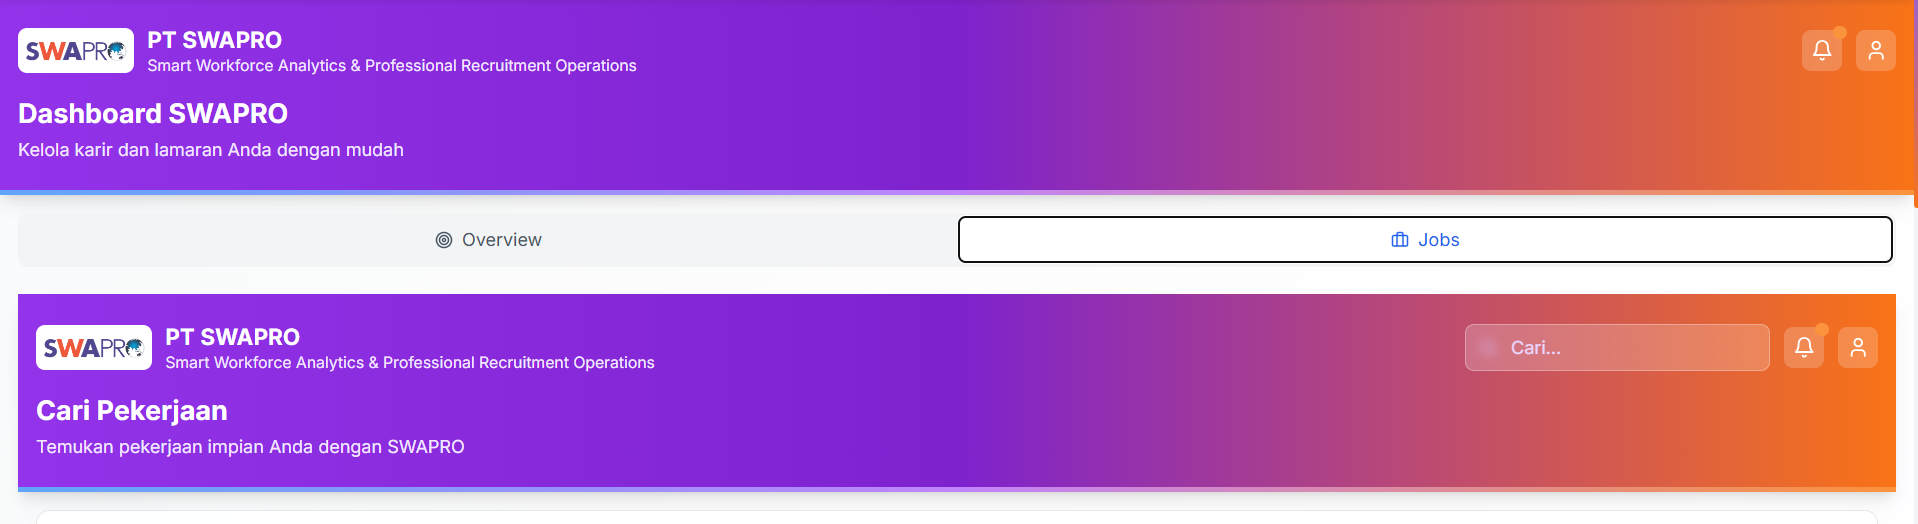 SWAPRO
PT SWAPRO
Smart Workforce Analytics & Professional Recruitment Operations
Dashboard SWAPRO
Kelola karir dan lamaran Anda dengan mudah
Overview
Jobs
SWAPRO
PT SWAPRO
Smart Workforce Analytics & Professional Recruitment Operations
Cari...
Cari Pekerjaan
Temukan pekerjaan impian Anda dengan SWAPRO